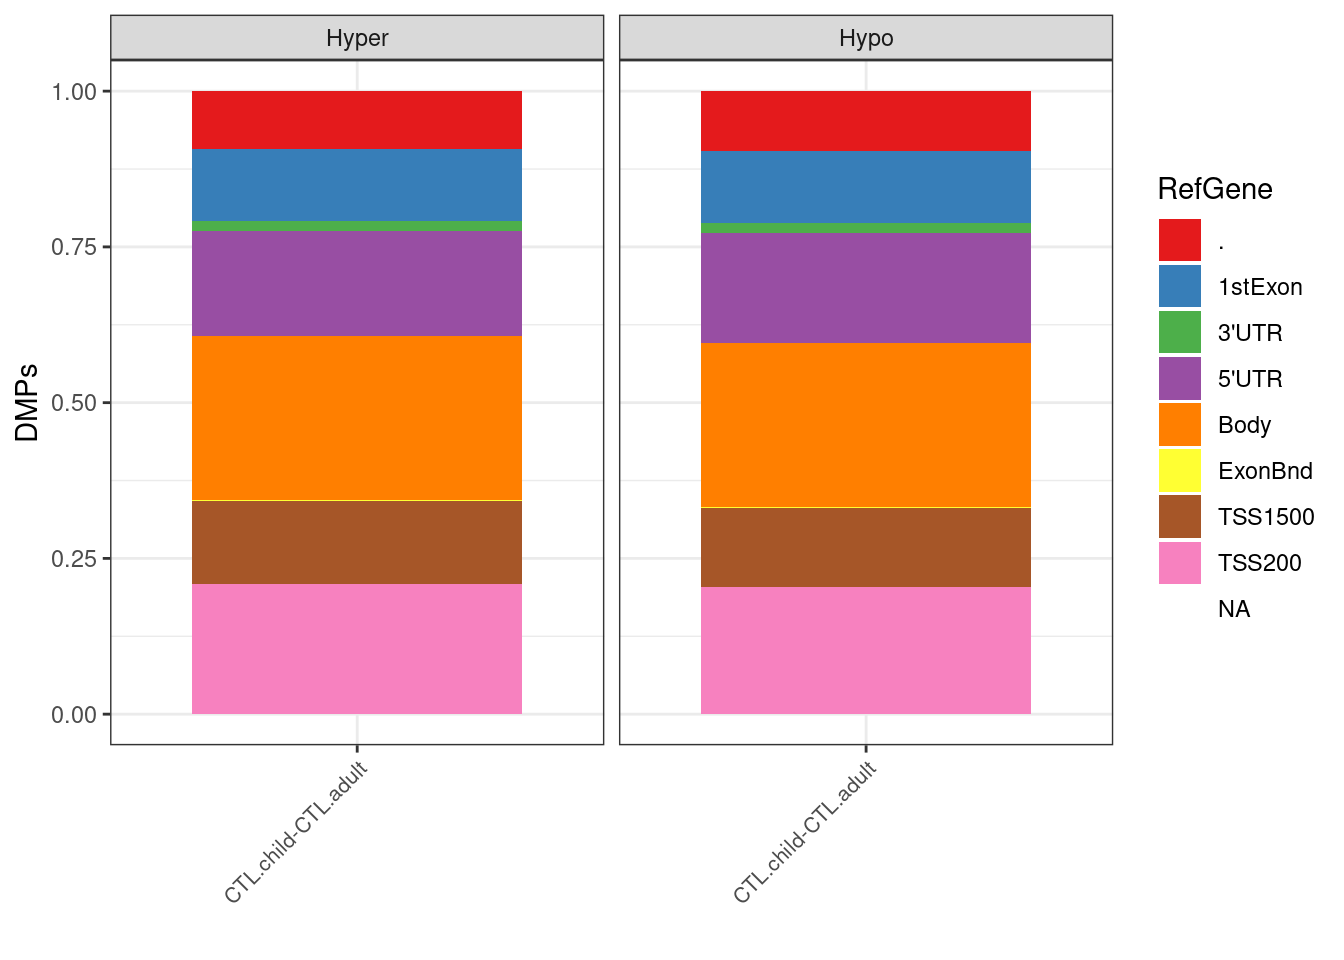 Hyper
Hypo
1.00
0.75
0.50
0.25
0.00
DMPs
CTL.child-CTL.adult
CTL.child-CTL.adult
RefGene
.
1stExon
3'UTR
5'UTR
Body
ExonBnd
TSS1500
TSS200
NA